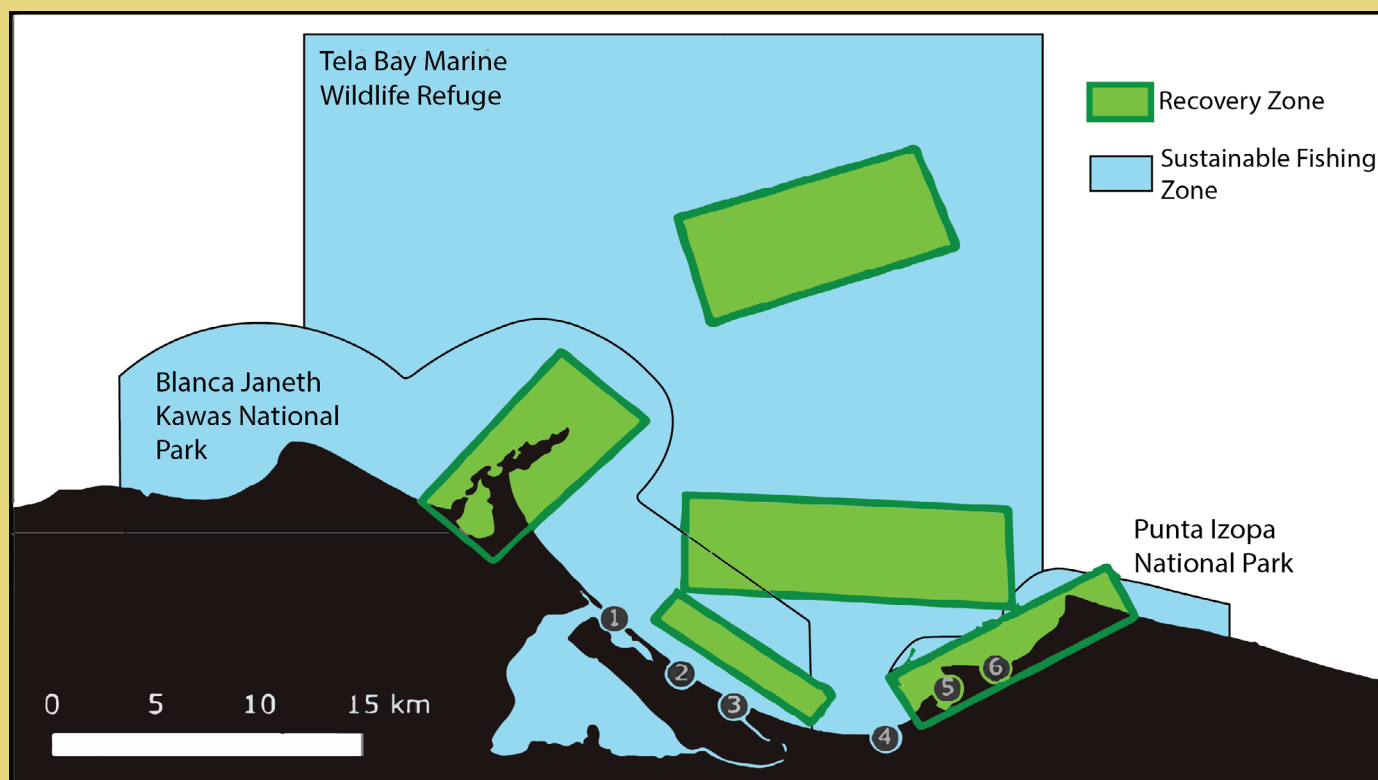 Tela Bay Marine
Wildlife Refuge
Recovery Zone
Sustainable Fishing
Zone
Blanca Janeth
Kawas National
Park
Punta Izopa
National Park
1
2
3
4
5
6
0 5 10 15 km